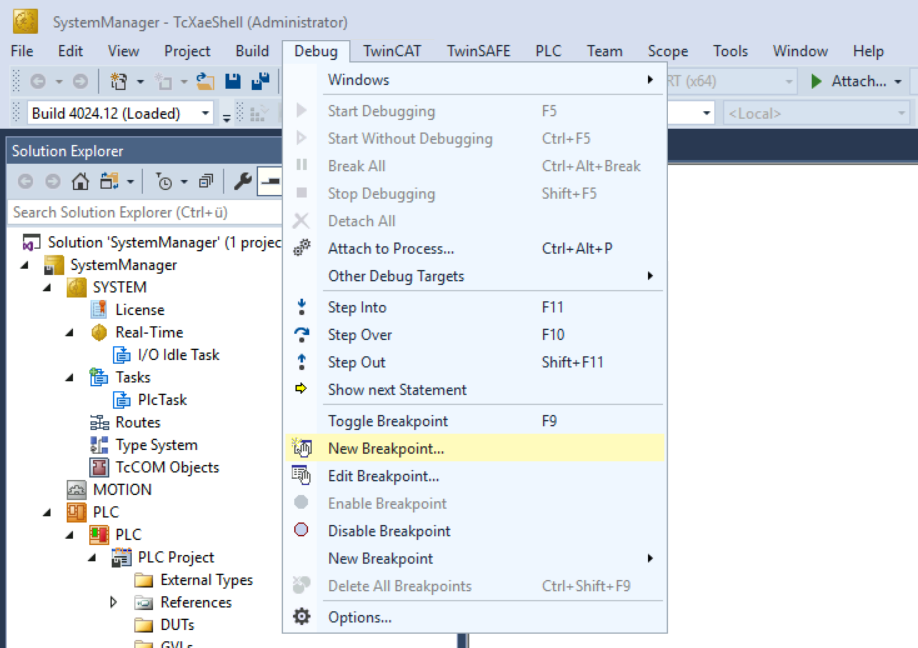 SystemManager - TcXaeShell (Administrator)
File Edit View Project Build Debug TwinCAT TwinSAFE PLC Team Scope Tools Window Help
RT (x64) Attach...
Build 4024.12 (Loaded) <Local>
Solution Explorer
Search Solution Explorer (Ctrl+ü)
Solution 'SystemManager' (1 projec
SystemManager
SYSTEM
License
Real-Time
I/O Idle Task
Tasks
PlcTask
Routes
Type System
TcCOM Objects
MOTION
PLC
PLC
PLC Project
External Types
References
DUTs
GVLs
Windows
Start Debugging F5
Start Without Debugging Ctrl+F5
Break All Ctrl+Alt+Break
Stop Debugging Shift+F5
Detach All
Attach to Process... Ctrl+Alt+P
Other Debug Targets
Step Into F11
Step Over F10
Step Out Shift+F11
Show next Statement
Toggle Breakpoint F9
New Breakpoint...
Edit Breakpoint...
Enable Breakpoint
Disable Breakpoint
New Breakpoint
Delete All Breakpoints Ctrl+Shift+F9
Options...